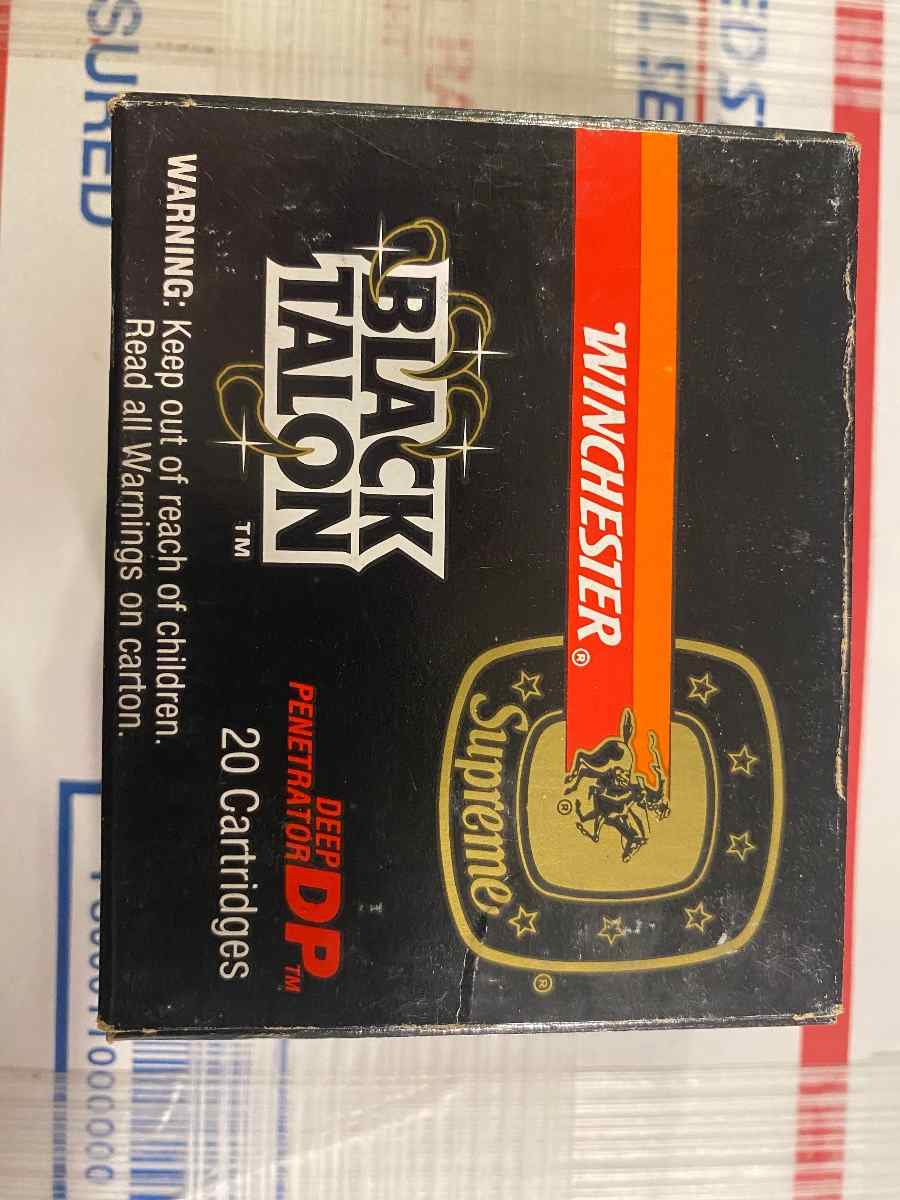 WINCHESTER®
Supreme
®
®
BLACK
TALON
™
DEEP
PENETRATOR
DP™
20 Cartridges
WARNING: Keep out of reach of children.
Read all Warnings on carton.
SURED